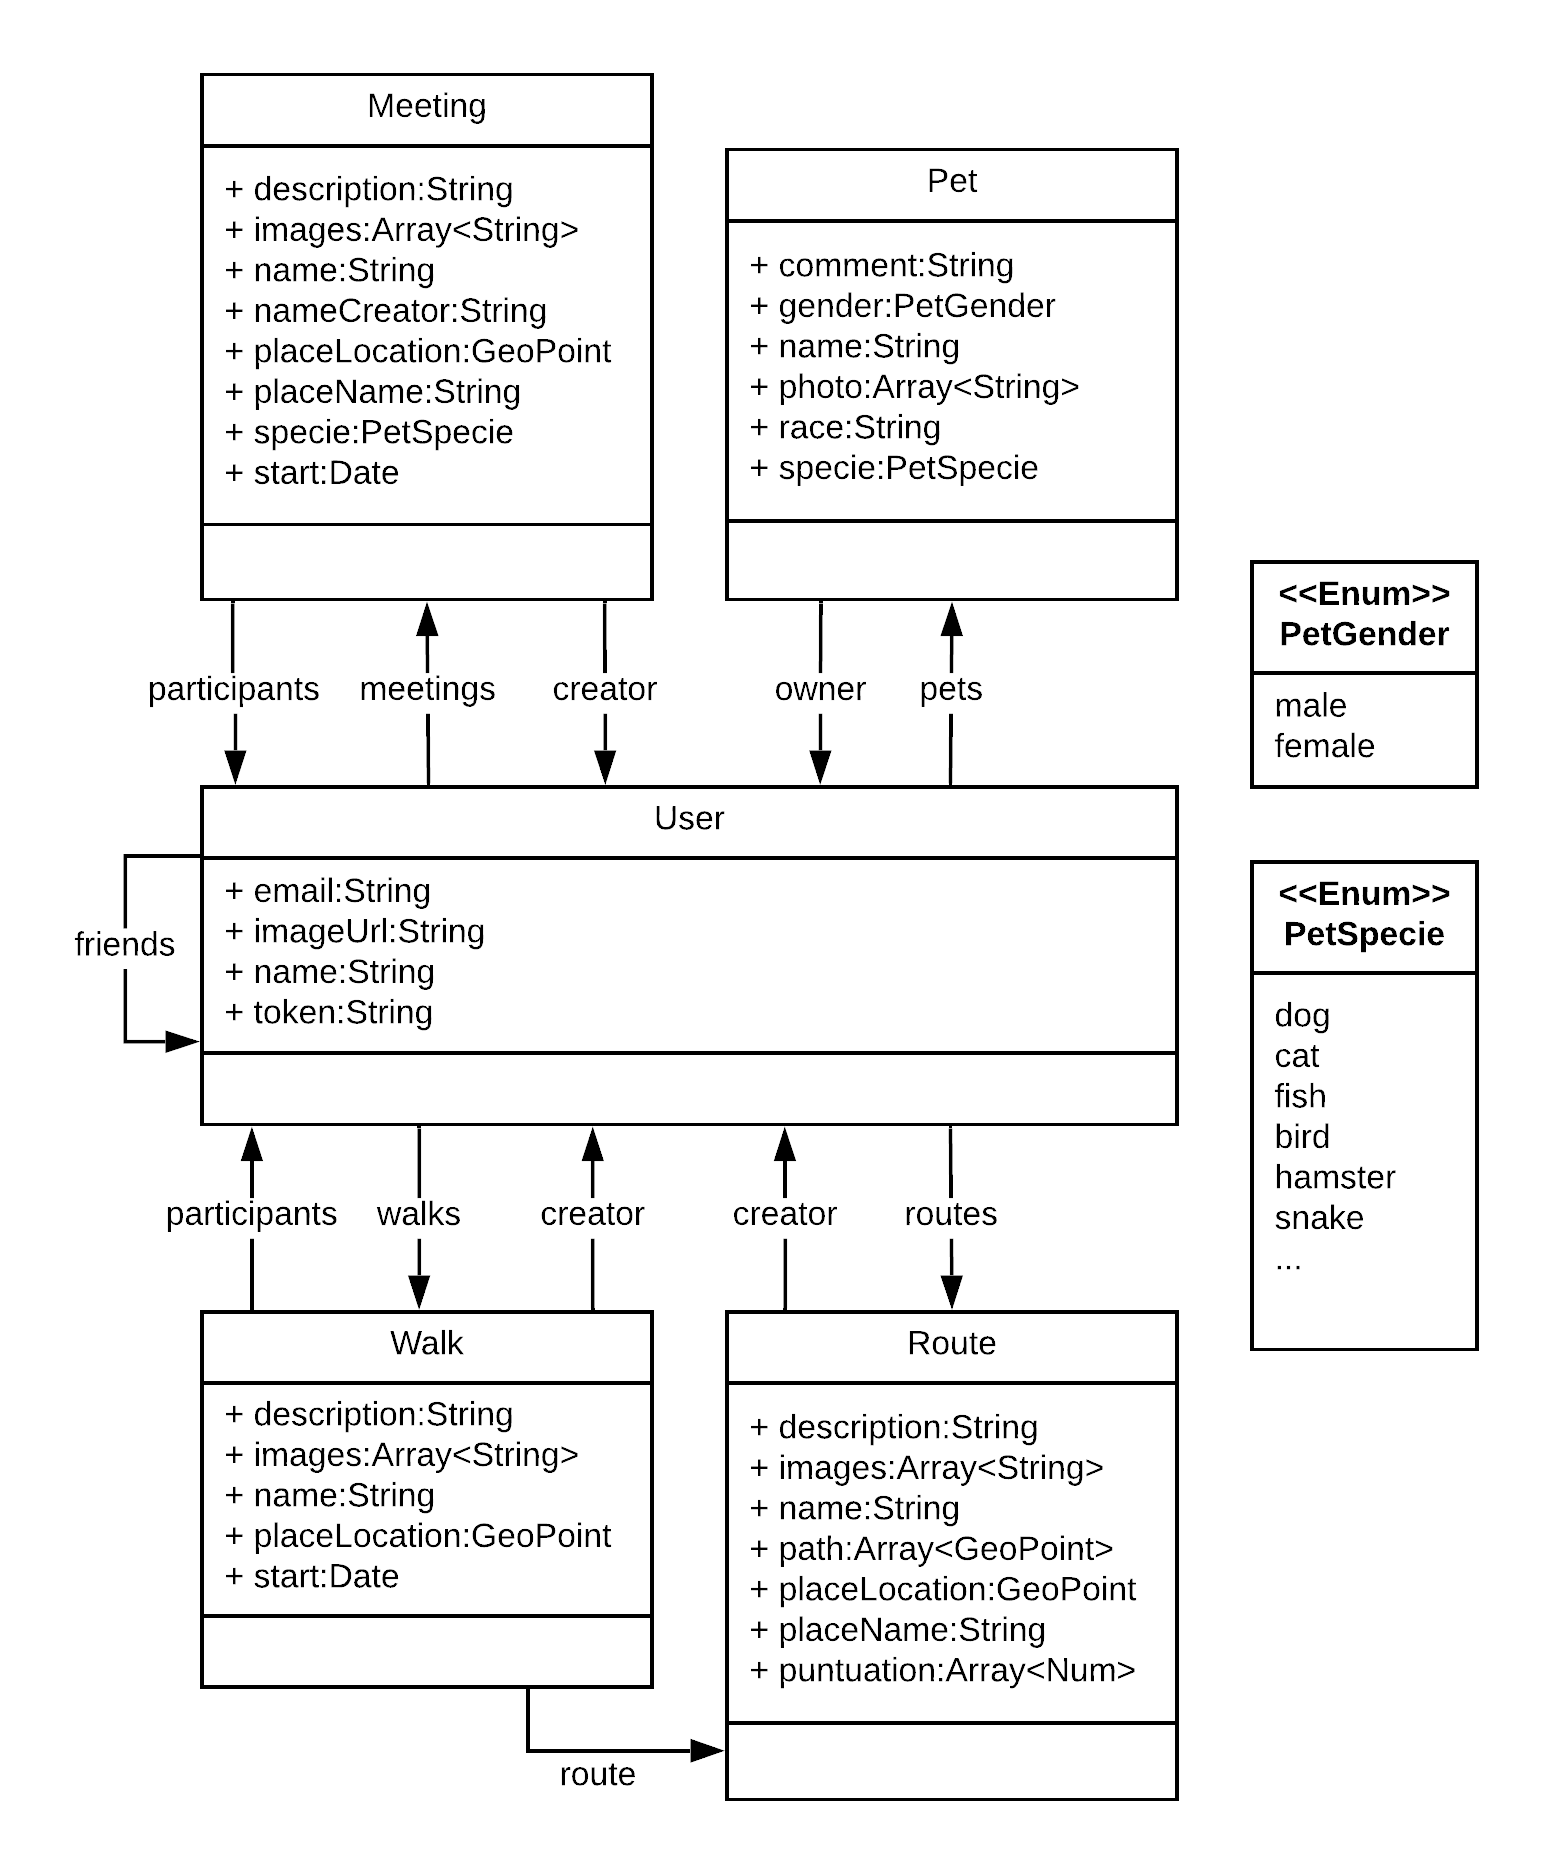 Meeting
+ description:String
+ images:Array<String>
+ name:String
+ nameCreator:String
+ placeLocation:GeoPoint
+ placeName:String
+ specie:PetSpecie
+ start:Date
Pet
+ comment:String
+ gender:PetGender
+ name:String
+ photo:Array<String>
+ race:String
+ specie:PetSpecie
<<Enum>>
PetGender
male
female
participants
meetings
creator
owner
pets
User
+ email:String
+ imageUrl:String
+ name:String
+ token:String
friends
<<Enum>>
PetSpecie
dog
cat
fish
bird
hamster
snake
...
participants
walks
creator
creator
routes
Walk
+ description:String
+ images:Array<String>
+ name:String
+ placeLocation:GeoPoint
+ start:Date
Route
+ description:String
+ images:Array<String>
+ name:String
+ path:Array<GeoPoint>
+ placeLocation:GeoPoint
+ placeName:String
+ puntuation:Array<Num>
route